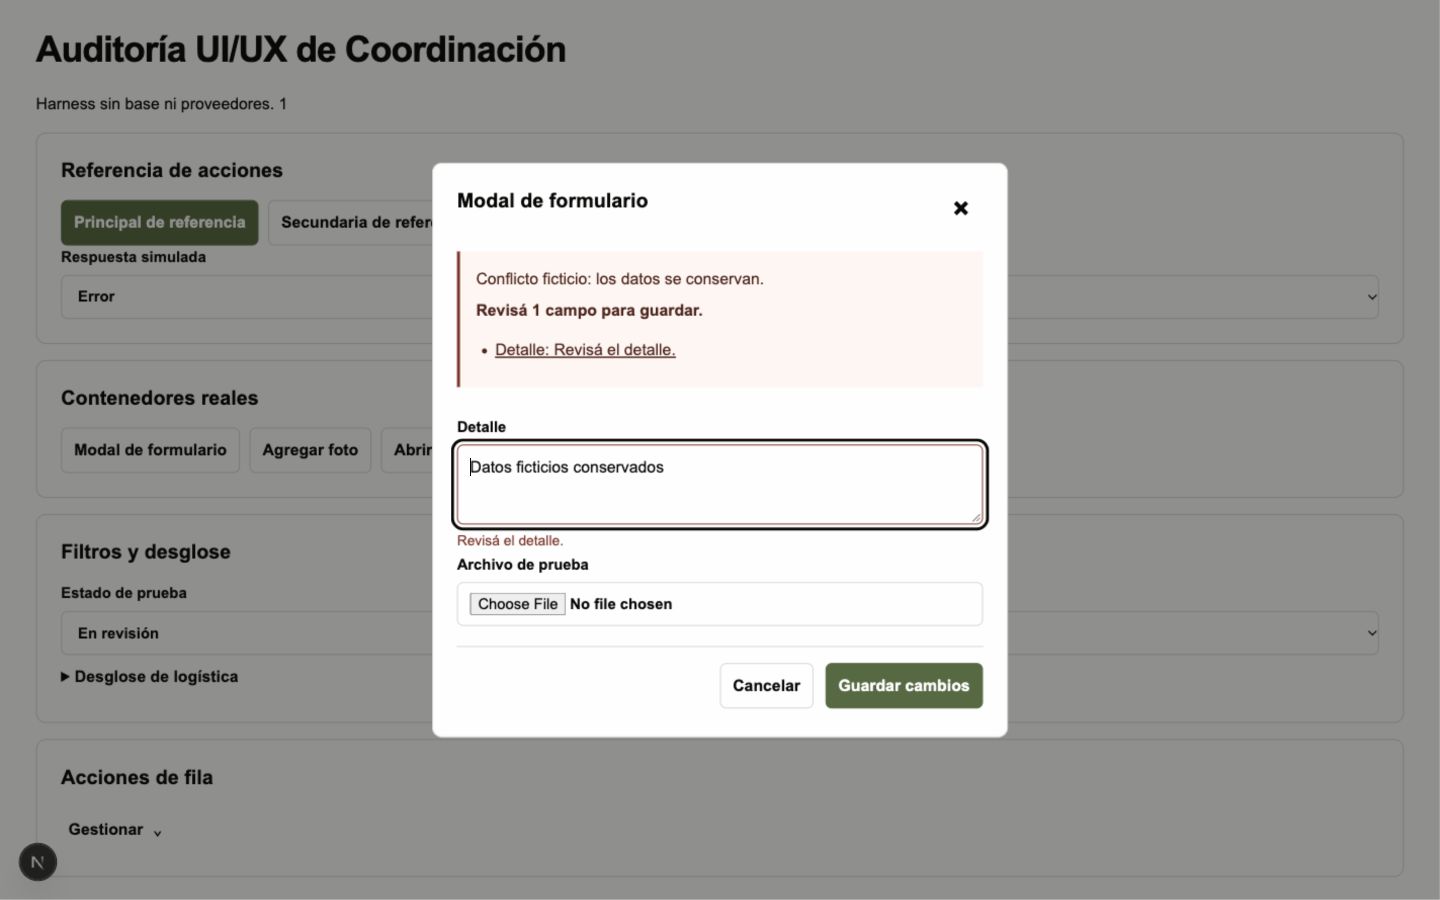 Auditoría UI/UX de Coordinación
Harness sin base ni proveedores. 1
Referencia de acciones
Principal de referencia
Secundaria de refer
Respuesta simulada
Error
Contenedores reales
Modal de formulario
Agregar foto
Abrir
Filtros y desglose
Estado de prueba
En revisión
Desglose de logística
Acciones de fila
Gestionar
N
Modal de formulario
Conflicto ficticio: los datos se conservan.
Revisá 1 campo para guardar.
Detalle: Revisá el detalle.
Detalle
Datos ficticios conservados
Revisá el detalle.
Archivo de prueba
Choose File No file chosen
Cancelar
Guardar cambios